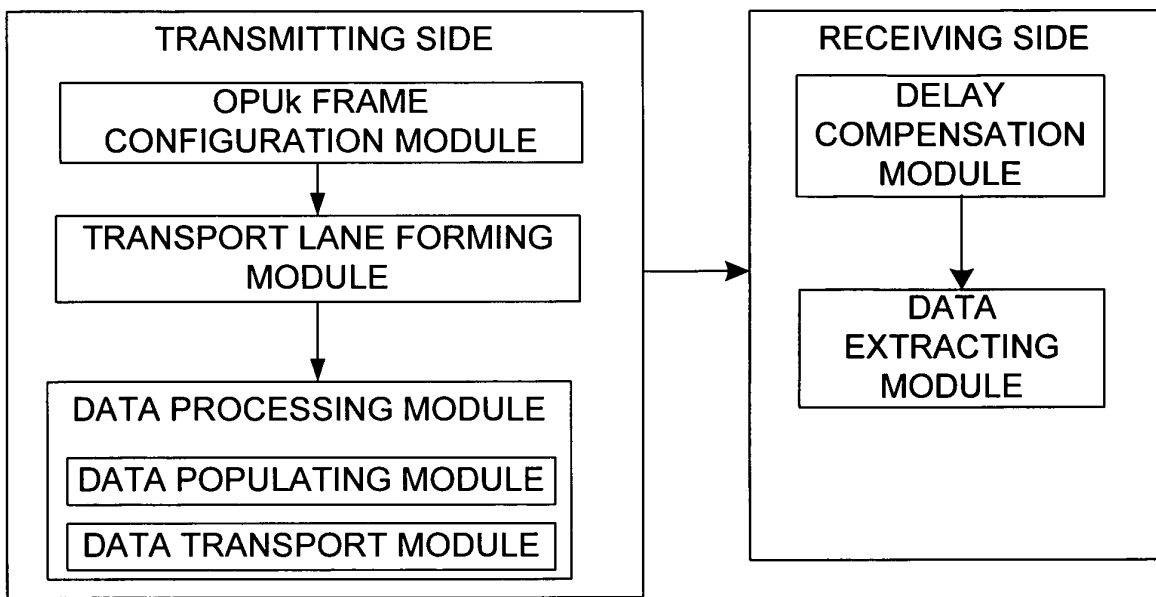 TRANSMITTING SIDE
OPUk FRAME
CONFIGURATION MODULE
TRANSPORT LANE FORMING
MODULE
DATA PROCESSING MODULE
DATA POPULATING MODULE
DATA TRANSPORT MODULE
RECEIVING SIDE
DELAY
COMPENSATION
MODULE
DATA
EXTRACTING
MODULE